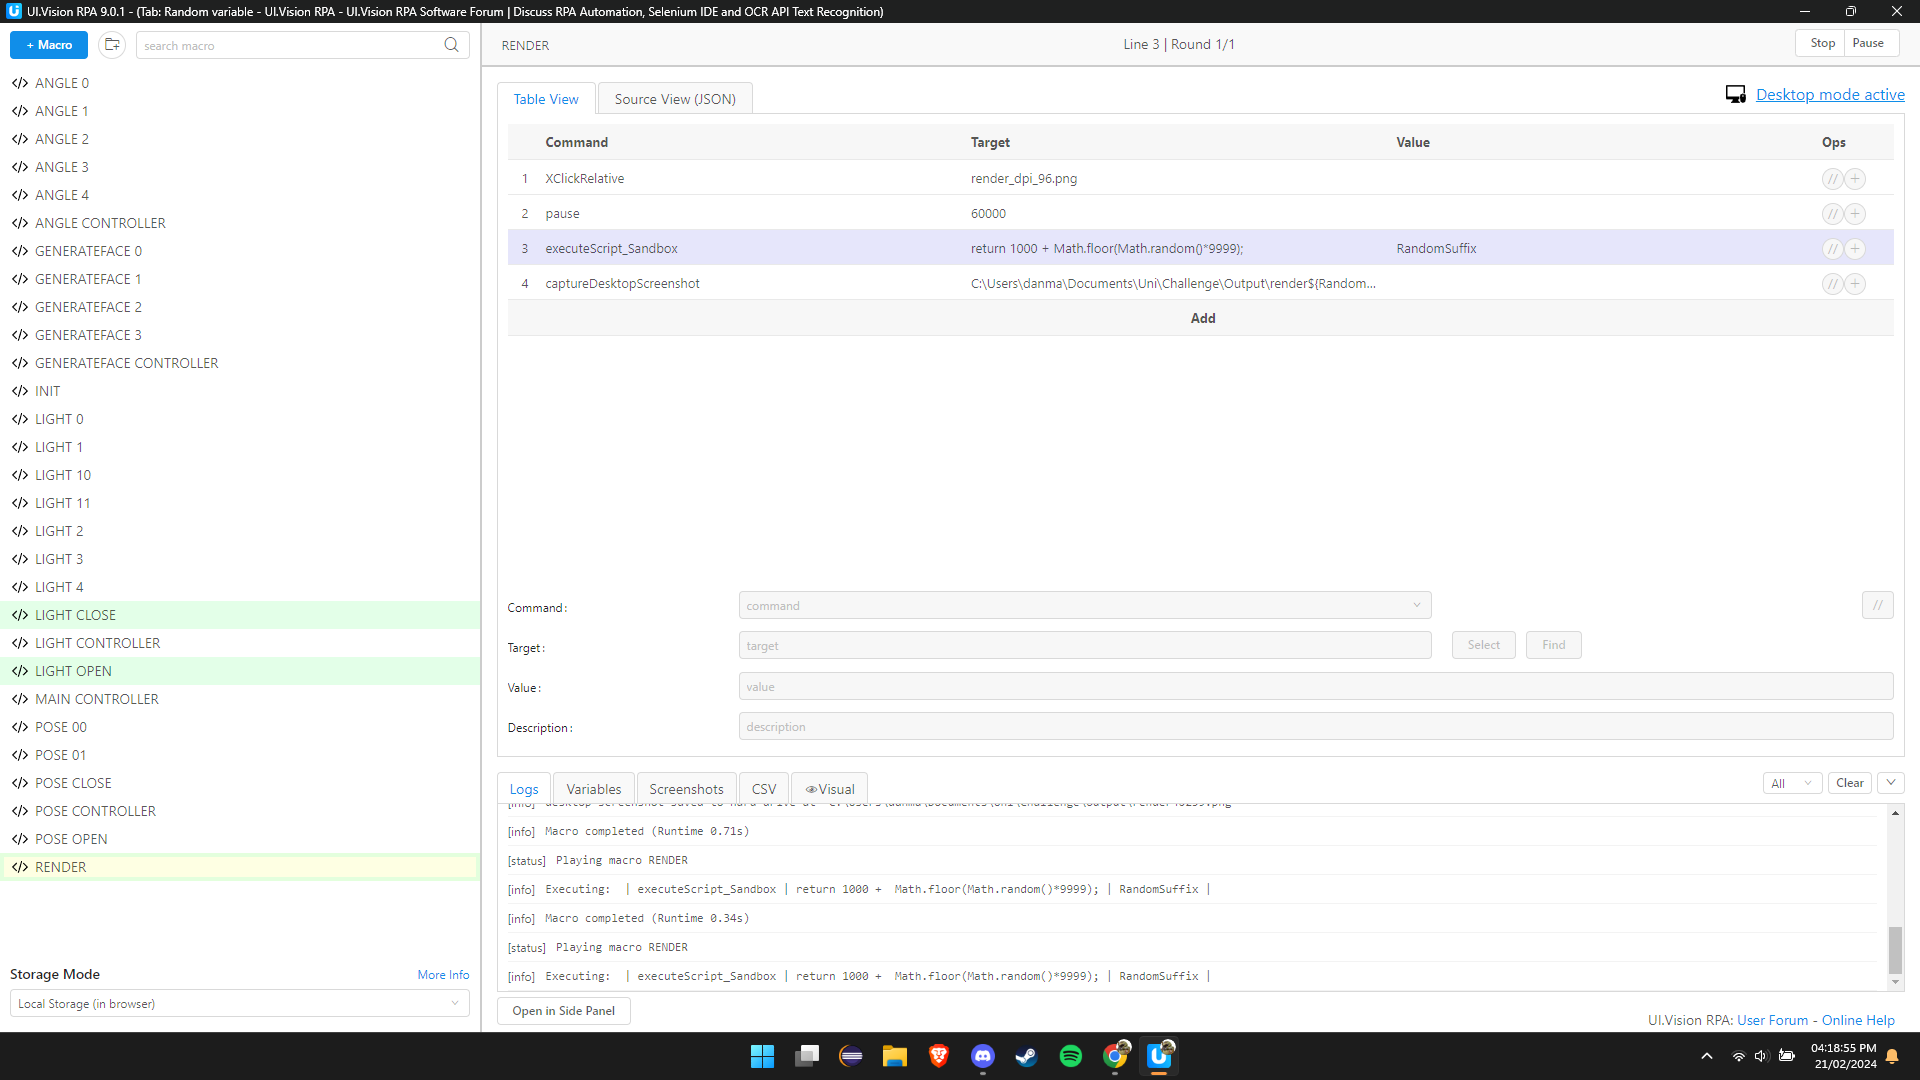 UI.Vision RPA 9.0.1 - (Tab: Random variable - UI.Vision RPA - UI.Vision RPA Software Forum | Discuss RPA Automation, Selenium IDE and OCR API Text Recognition)
+ Macro
search macro
RENDER
Line 3 | Round 1/1
Stop
Pause
ANGLE 0
ANGLE 1
ANGLE 2
ANGLE 3
ANGLE 4
ANGLE CONTROLLER
GENERATEFACE 0
GENERATEFACE 1
GENERATEFACE 2
GENERATEFACE 3
GENERATEFACE CONTROLLER
INIT
LIGHT 0
LIGHT 1
LIGHT 10
LIGHT 11
LIGHT 2
LIGHT 3
LIGHT 4
LIGHT CLOSE
LIGHT CONTROLLER
LIGHT OPEN
MAIN CONTROLLER
POSE 00
POSE 01
POSE CLOSE
POSE CONTROLLER
POSE OPEN
RENDER
Storage Mode
More Info
Local Storage (in browser)
Table View
Source View (JSON)
Desktop mode active
Command Target Value Ops
1 XClickRelative render_dpi_96.png // +
2 pause 60000 // +
3 executeScript_Sandbox return 1000 + Math.floor(Math.random()*9999); RandomSuffix // +
4 captureDesktopScreenshot C:\Users\danma\Documents\Uni\Challenge\Output\render${Random... // +
Add
Command: command //
Target: target Select Find
Value: value
Description: description
Logs Variables Screenshots CSV Visual All Clear
[info] Macro completed (Runtime 0.71s)
[status] Playing macro RENDER
[info] Executing: | executeScript_Sandbox | return 1000 + Math.floor(Math.random()*9999); | RandomSuffix |
[info] Macro completed (Runtime 0.34s)
[status] Playing macro RENDER
[info] Executing: | executeScript_Sandbox | return 1000 + Math.floor(Math.random()*9999); | RandomSuffix |
Open in Side Panel
UI.Vision RPA: User Forum - Online Help
04:18:55 PM
21/02/2024